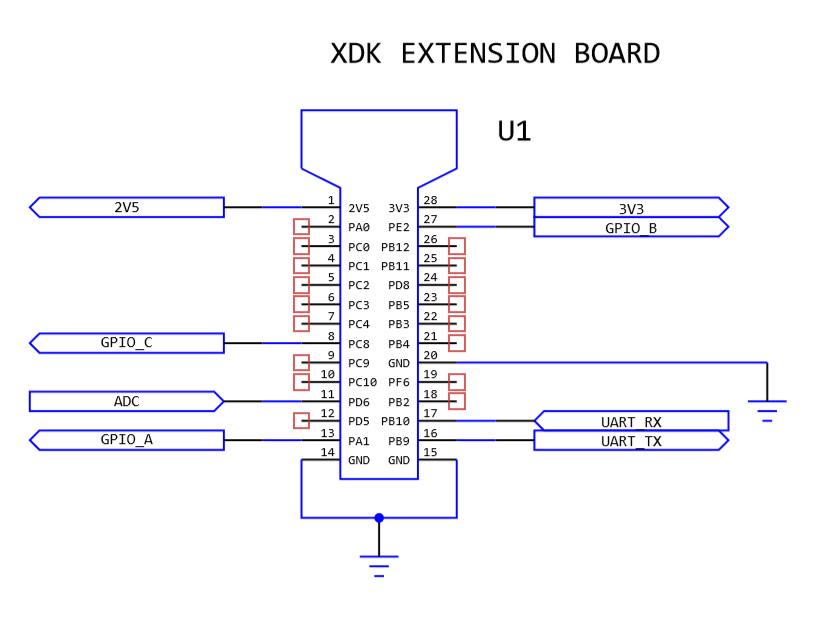 XDK EXTENSION BOARD
U1
2V5 1 2V5 3V3 28 3V3
2 PA0 PE2 27 GPIO_B
3 PC0 PB12 26
4 PC1 PB11 25
5 PC2 PD8 24
6 PC3 PB5 23
7 PC4 PB3 22
GPIO_C 8 PC8 PB4 21
9 PC9 GND 20
10 PC10 PF6 19
ADC 11 PD6 PB2 18
12 PD5 PB10 17 UART_RX
GPIO_A 13 PA1 PB9 16 UART_TX
14 GND GND 15